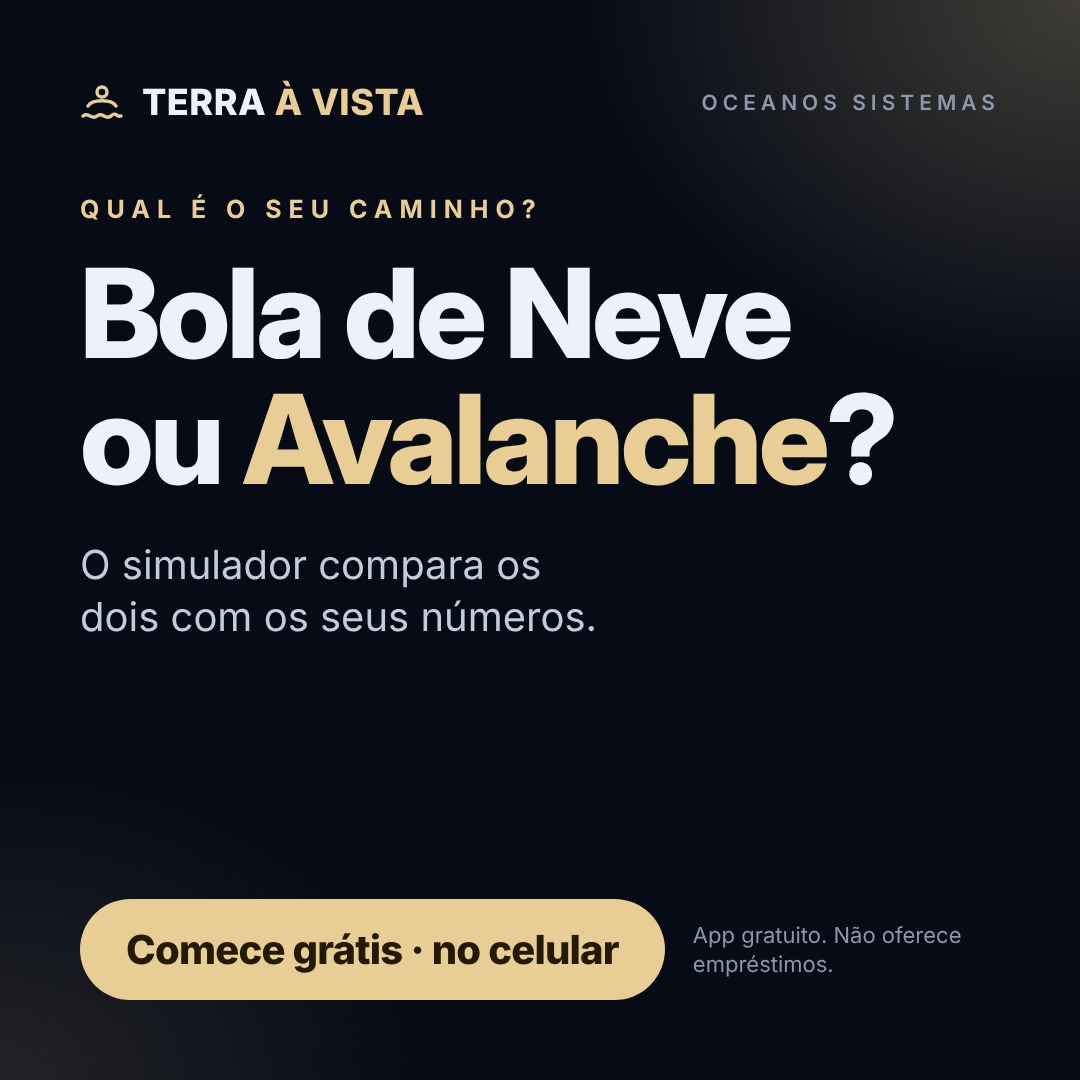 TERRA À VISTA
OCEANOS SISTEMAS
QUAL É O SEU CAMINHO?
Bola de Neve
ou Avalanche?
O simulador compara os
dois com os seus números.
Comece grátis · no celular
App gratuito. Não oferece
empréstimos.